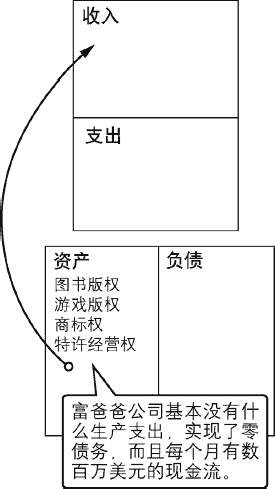 收入
支出
资产
负债
图书版权
游戏版权
商标权
特许经营权
富爸爸公司基本没有什
么生产支出，实现了零
债务，而且每个月有数
百万美元的现金流。